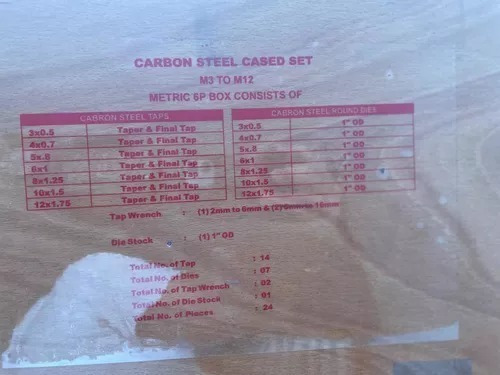 CARBON STEEL CASED SET
M3 TO M12
METRIC 6P BOX CONSISTS OF
CABRON STEEL TAPS
3x0.5 Taper & Final Tap
4x0.7 Taper & Final Tap
5x.8 Taper & Final Tap
6x1 Taper & Final Tap
8x1.25 Taper & Final Tap
10x1.5 Taper & Final Tap
12x1.75 Taper & Final Tap
CABRON STEEL ROUND DIES
3x0.5 1" OD
4x0.7 1" OD
5x.8 1" OD
6x1 1" OD
8x1.25 1" OD
10x1.5 1" OD
12x1.75 1" OD
Tap Wrench : (1) 2mm to 6mm & (2) to
Die Stock : (1) 1" OD
Total No. of Tap : 14
Total No. of Dies : 07
Total No. of Tap Wrench : 02
Total No. of Die Stock : 01
Total No. of Pieces : 24